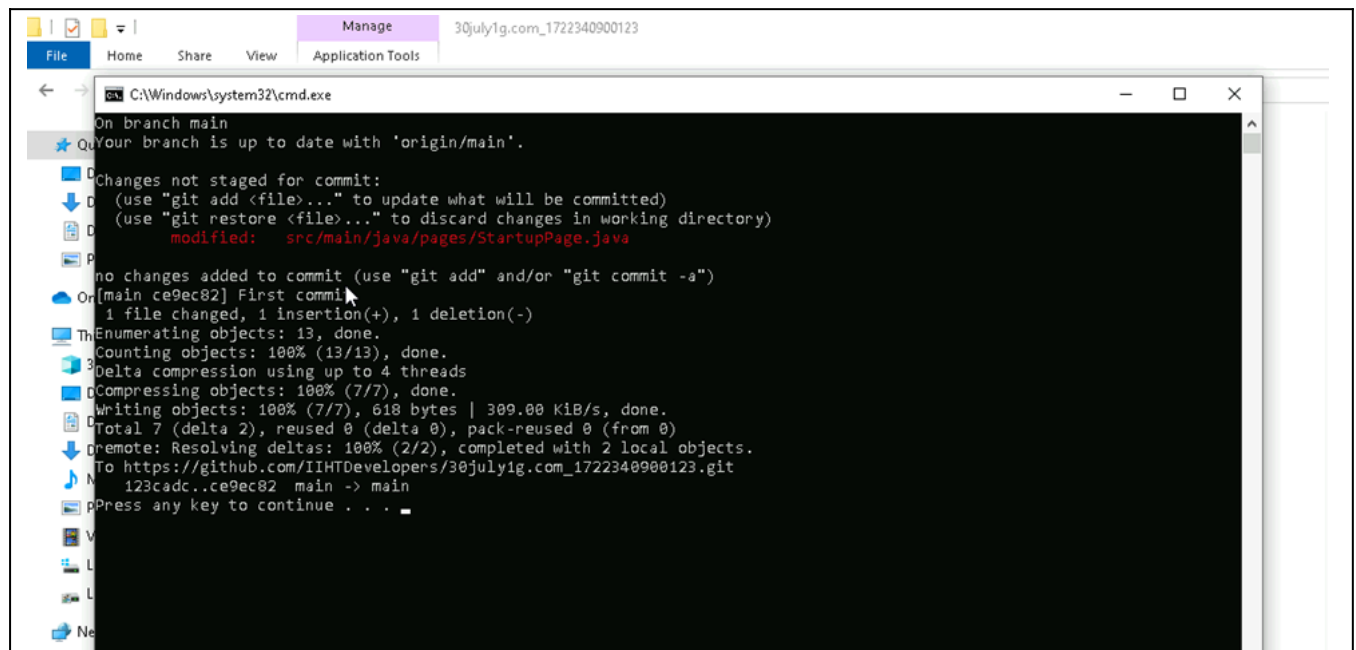 Manage
30july1g.com_1722340900123
File
Home
Share
View
Application Tools
C:\Windows\system32\cmd.exe
On branch main
Your branch is up to date with 'origin/main'.
Changes not staged for commit:
(use "git add <file>..." to update what will be committed)
(use "git restore <file>..." to discard changes in working directory)
modified:   src/main/java/pages/StartupPage.java
no changes added to commit (use "git add" and/or "git commit -a")
[main ce9ec82] First commi
1 file changed, 1 insertion(+), 1 deletion(-)
Enumerating objects: 13, done.
Counting objects: 100% (13/13), done.
Delta compression using up to 4 threads
Compressing objects: 100% (7/7), done.
Writing objects: 100% (7/7), 618 bytes | 309.00 KiB/s, done.
Total 7 (delta 2), reused 0 (delta 0), pack-reused 0 (from 0)
remote: Resolving deltas: 100% (2/2), completed with 2 local objects.
To https://github.com/IIHTDevelopers/30july1g.com_1722340900123.git
123cadc..ce9ec82  main -> main
Press any key to continue . . .